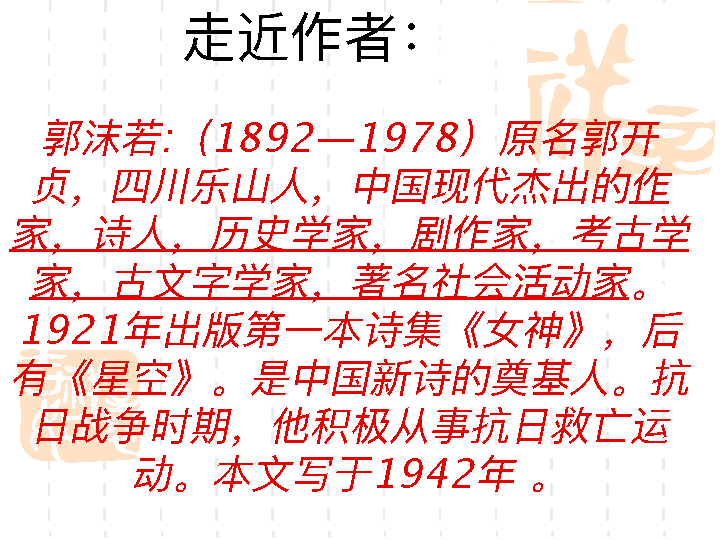 走近作者：
郭沫若:（1892—1978）原名郭开
贞，四川乐山人，中国现代杰出的作
家，诗人，历史学家，剧作家，考古学
家，古文字学家，著名社会活动家。
1921年出版第一本诗集《女神》，后
有《星空》。是中国新诗的奠基人。抗
日战争时期，他积极从事抗日救亡运
动。本文写于1942年 。